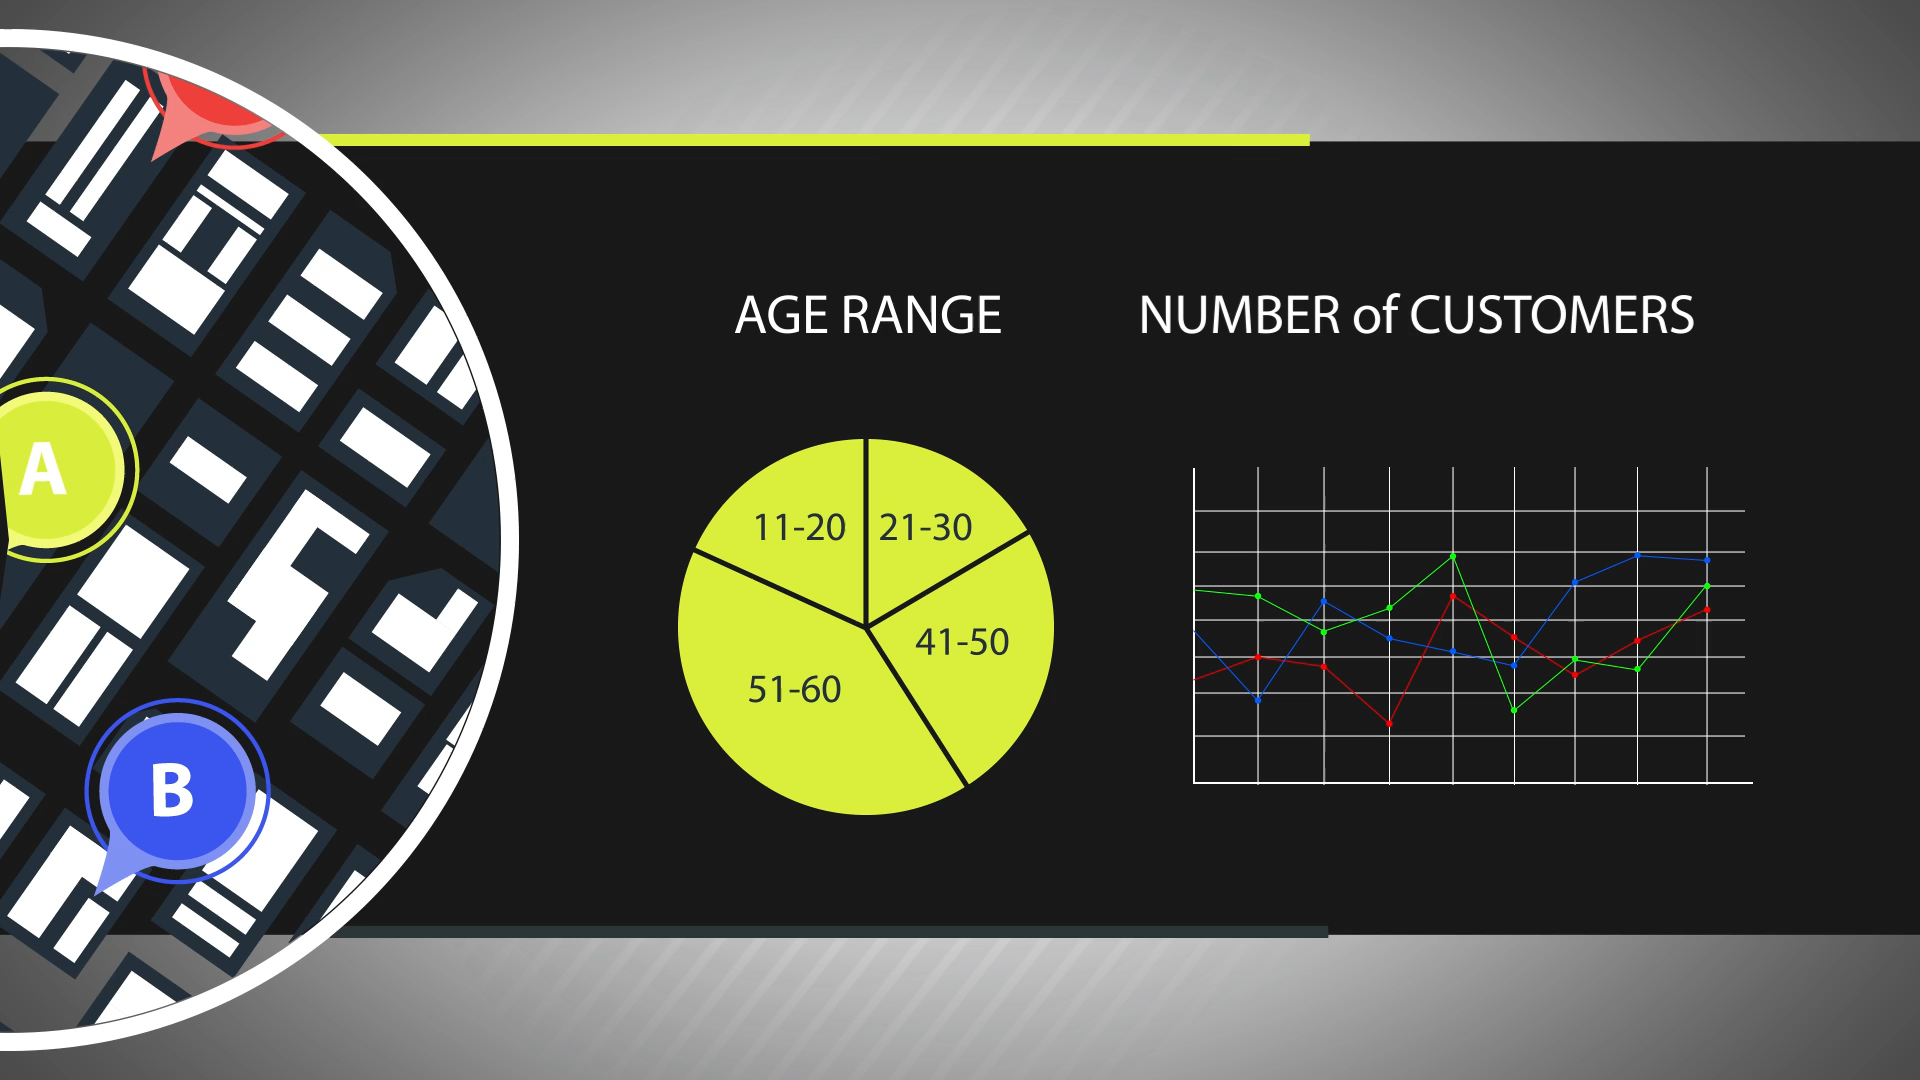 AGE RANGE
NUMBER of CUSTOMERS
A
11-20
21-30
41-50
51-60
B